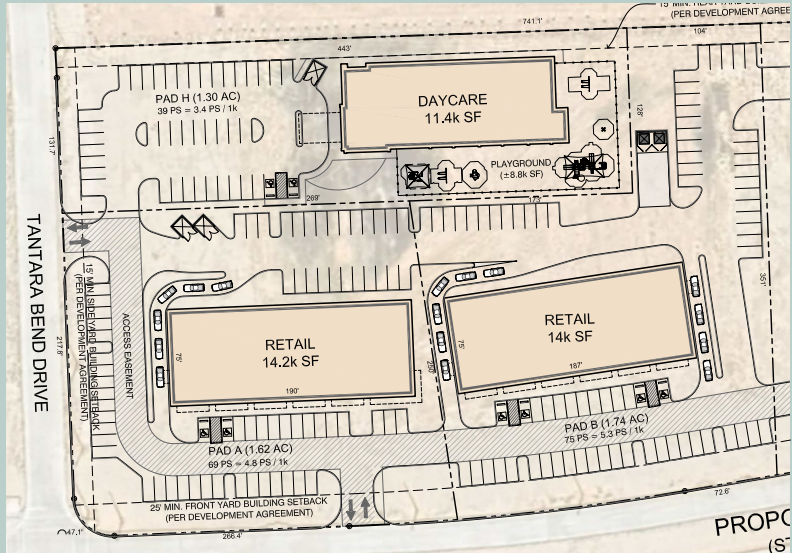 741.1'
(PER DEVELOPMENT AGREE
443'
104'
PAD H (1.30 AC)
39 PS = 3.4 PS / 1k
DAYCARE
11.4k SF
128'
131.7'
PLAYGROUND
(±8.8k SF)
269'
173'
TANTARA BEND DRIVE
15' MIN. SIDE YARD BUILDING SETBACK
(PER DEVELOPMENT AGREEMENT)
ACCESS EASEMENT
217.8'
351'
75'
RETAIL
14.2k SF
190'
75'
RETAIL
14k SF
187'
PAD A (1.62 AC)
69 PS = 4.8 PS / 1k
PAD B (1.74 AC)
75 PS = 5.3 PS / 1k
25' MIN. FRONT YARD BUILDING SETBACK
(PER DEVELOPMENT AGREEMENT)
47.1'
266.4'
72.6'
PROPO
(ST